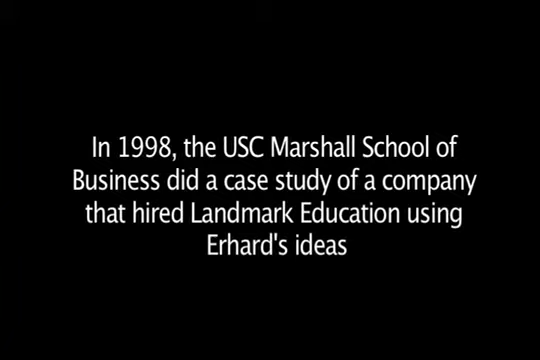 In 1998, the USC Marshall School of
Business did a case study of a company
that hired Landmark Education using
Erhard's ideas